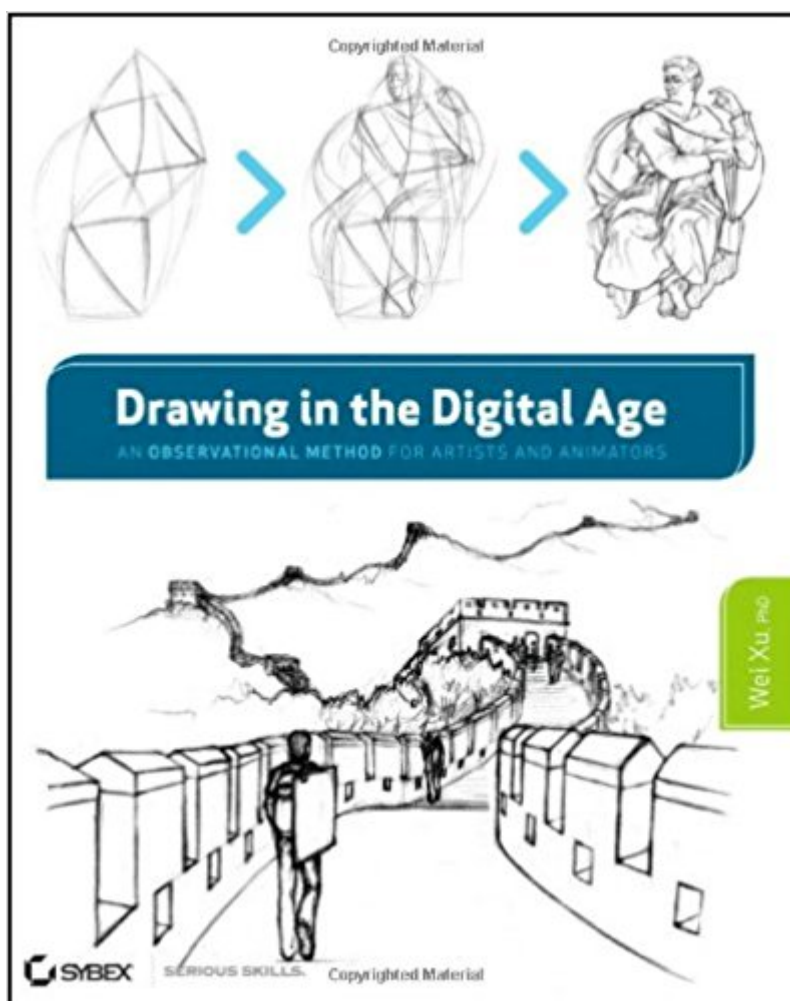 Copyrighted Material
Drawing in the Digital Age
AN OBSERVATIONAL METHOD FOR ARTISTS AND ANIMATORS
Wei Xu, PhD
SYBEX
SERIOUS SKILLS.
Copyrighted Material